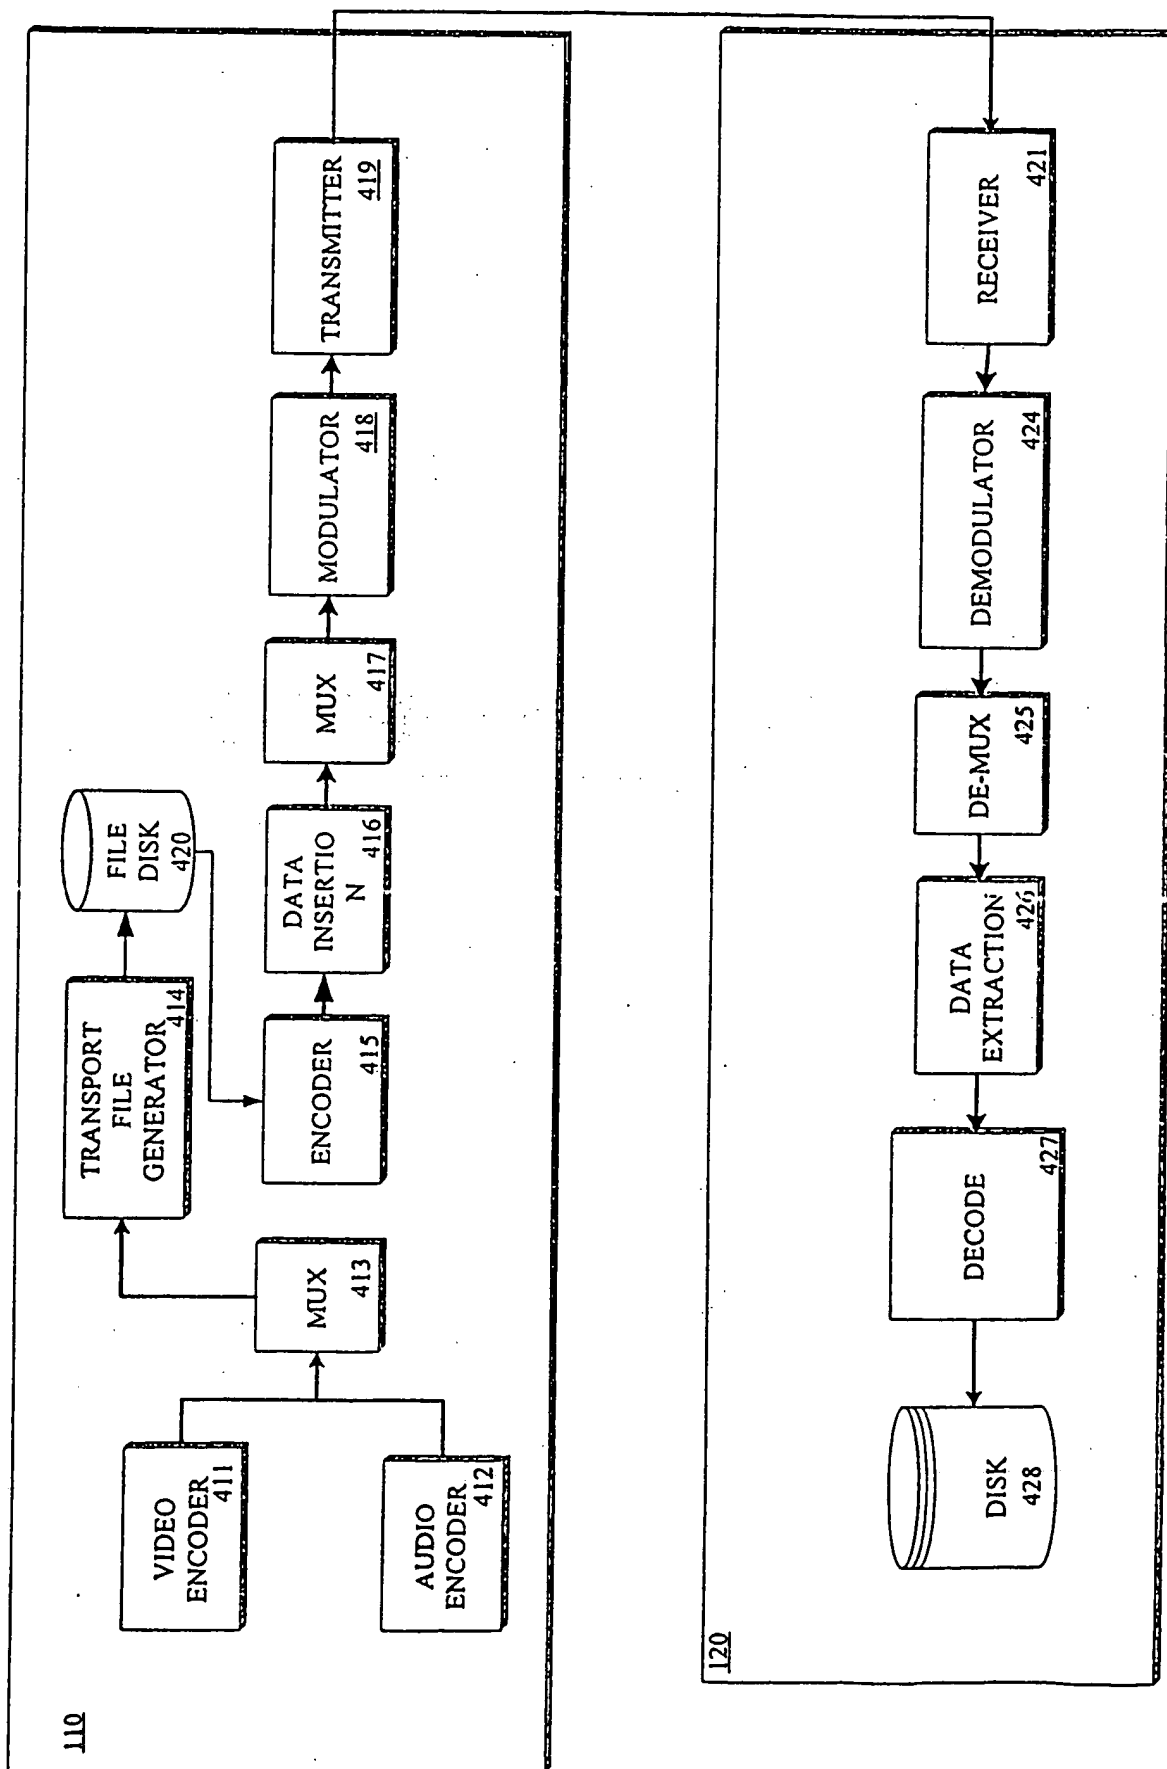 110
VIDEO
ENCODER
411
AUDIO
ENCODER
412
MUX
413
TRANSPORT
FILE
GENERATOR
414
FILE
DISK
420
ENCODER
415
DATA
INSERTIO
N
416
MUX
417
MODULATOR
418
TRANSMITTER
419
120
RECEIVER
421
DEMODULATOR
424
DE-MUX
425
DATA
EXTRACTION
426
DECODE
427
DISK
428